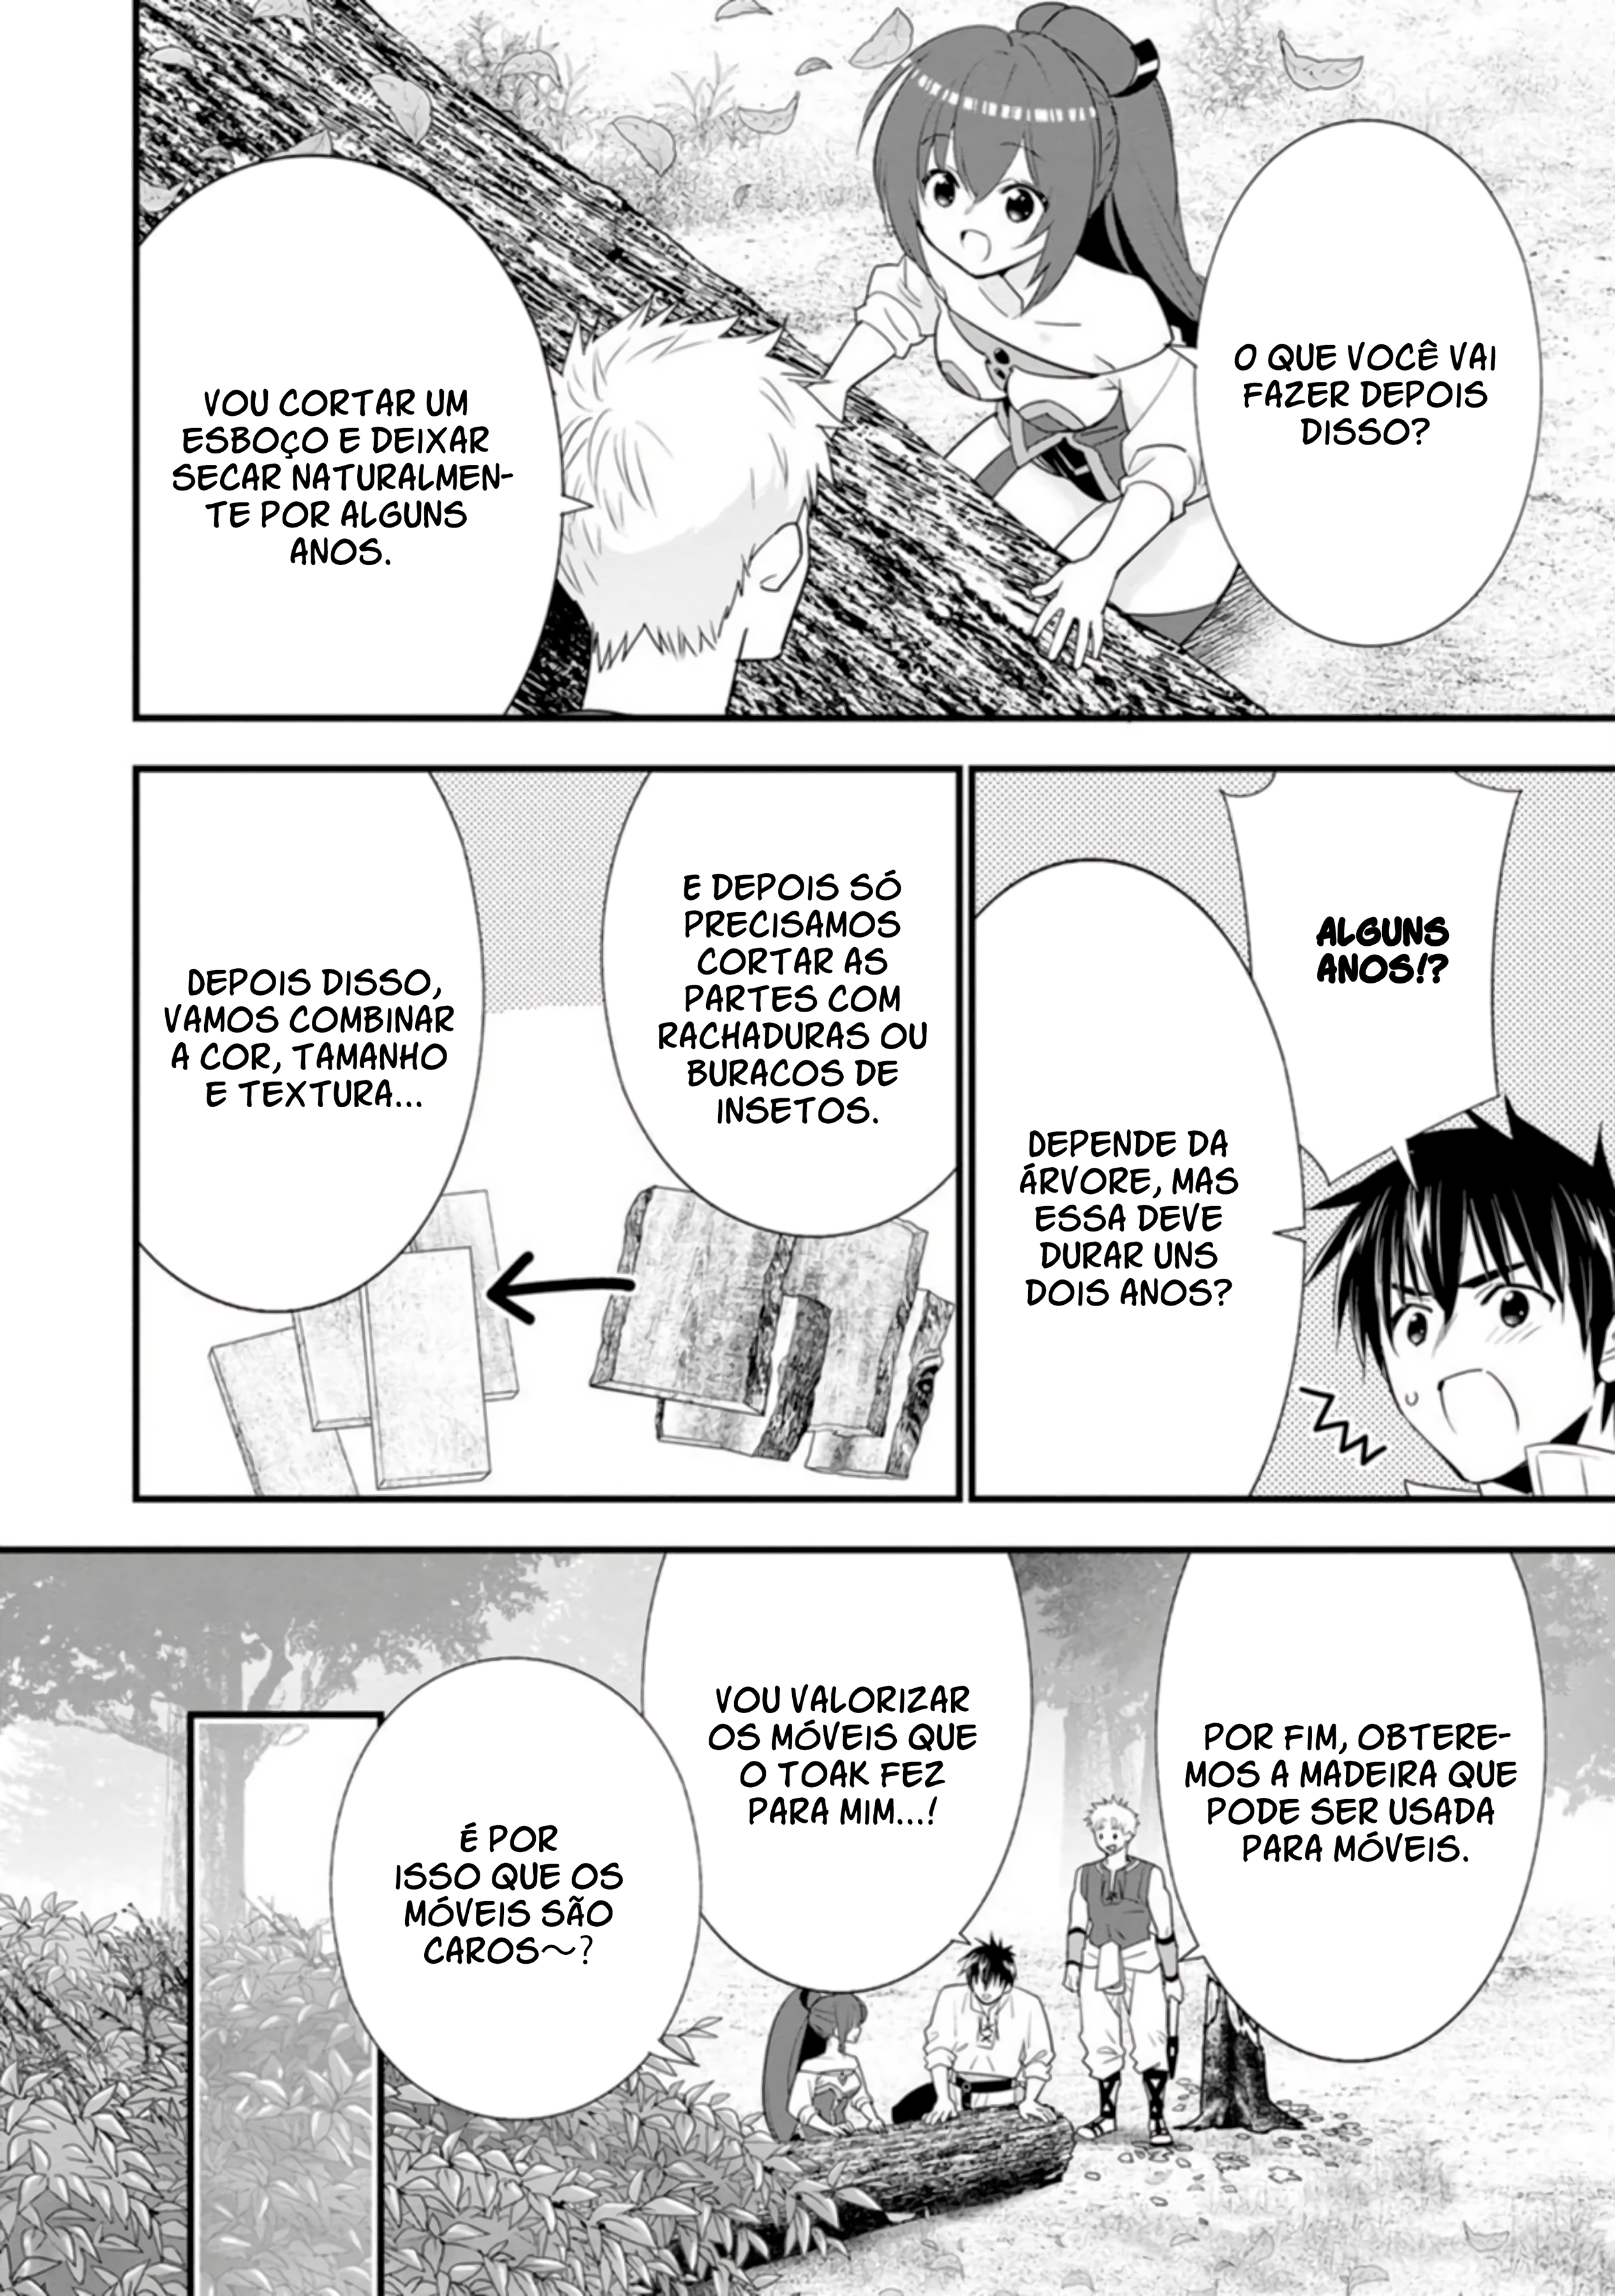 O QUE VOCÊ VAI
FAZER DEPOIS
DISSO?
VOU CORTAR UM
ESBOÇO E DEIXAR
SECAR NATURALMEN-
TE POR ALGUNS
ANOS.
ALGUNS
ANOS!?
DEPENDE DA
ÁRVORE, MAS
ESSA DEVE
DURAR UNS
DOIS ANOS?
E DEPOIS SÓ
PRECISAMOS
CORTAR AS
PARTES COM
RACHADURAS OU
BURACOS DE
INSETOS.
DEPOIS DISSO,
VAMOS COMBINAR
A COR, TAMANHO
E TEXTURA...
POR FIM, OBTERE-
MOS A MADEIRA QUE
PODE SER USADA
PARA MÓVEIS.
VOU VALORIZAR
OS MÓVEIS QUE
O TOAK FEZ
PARA MIM...!
É POR
ISSO QUE OS
MÓVEIS SÃO
CAROS～?